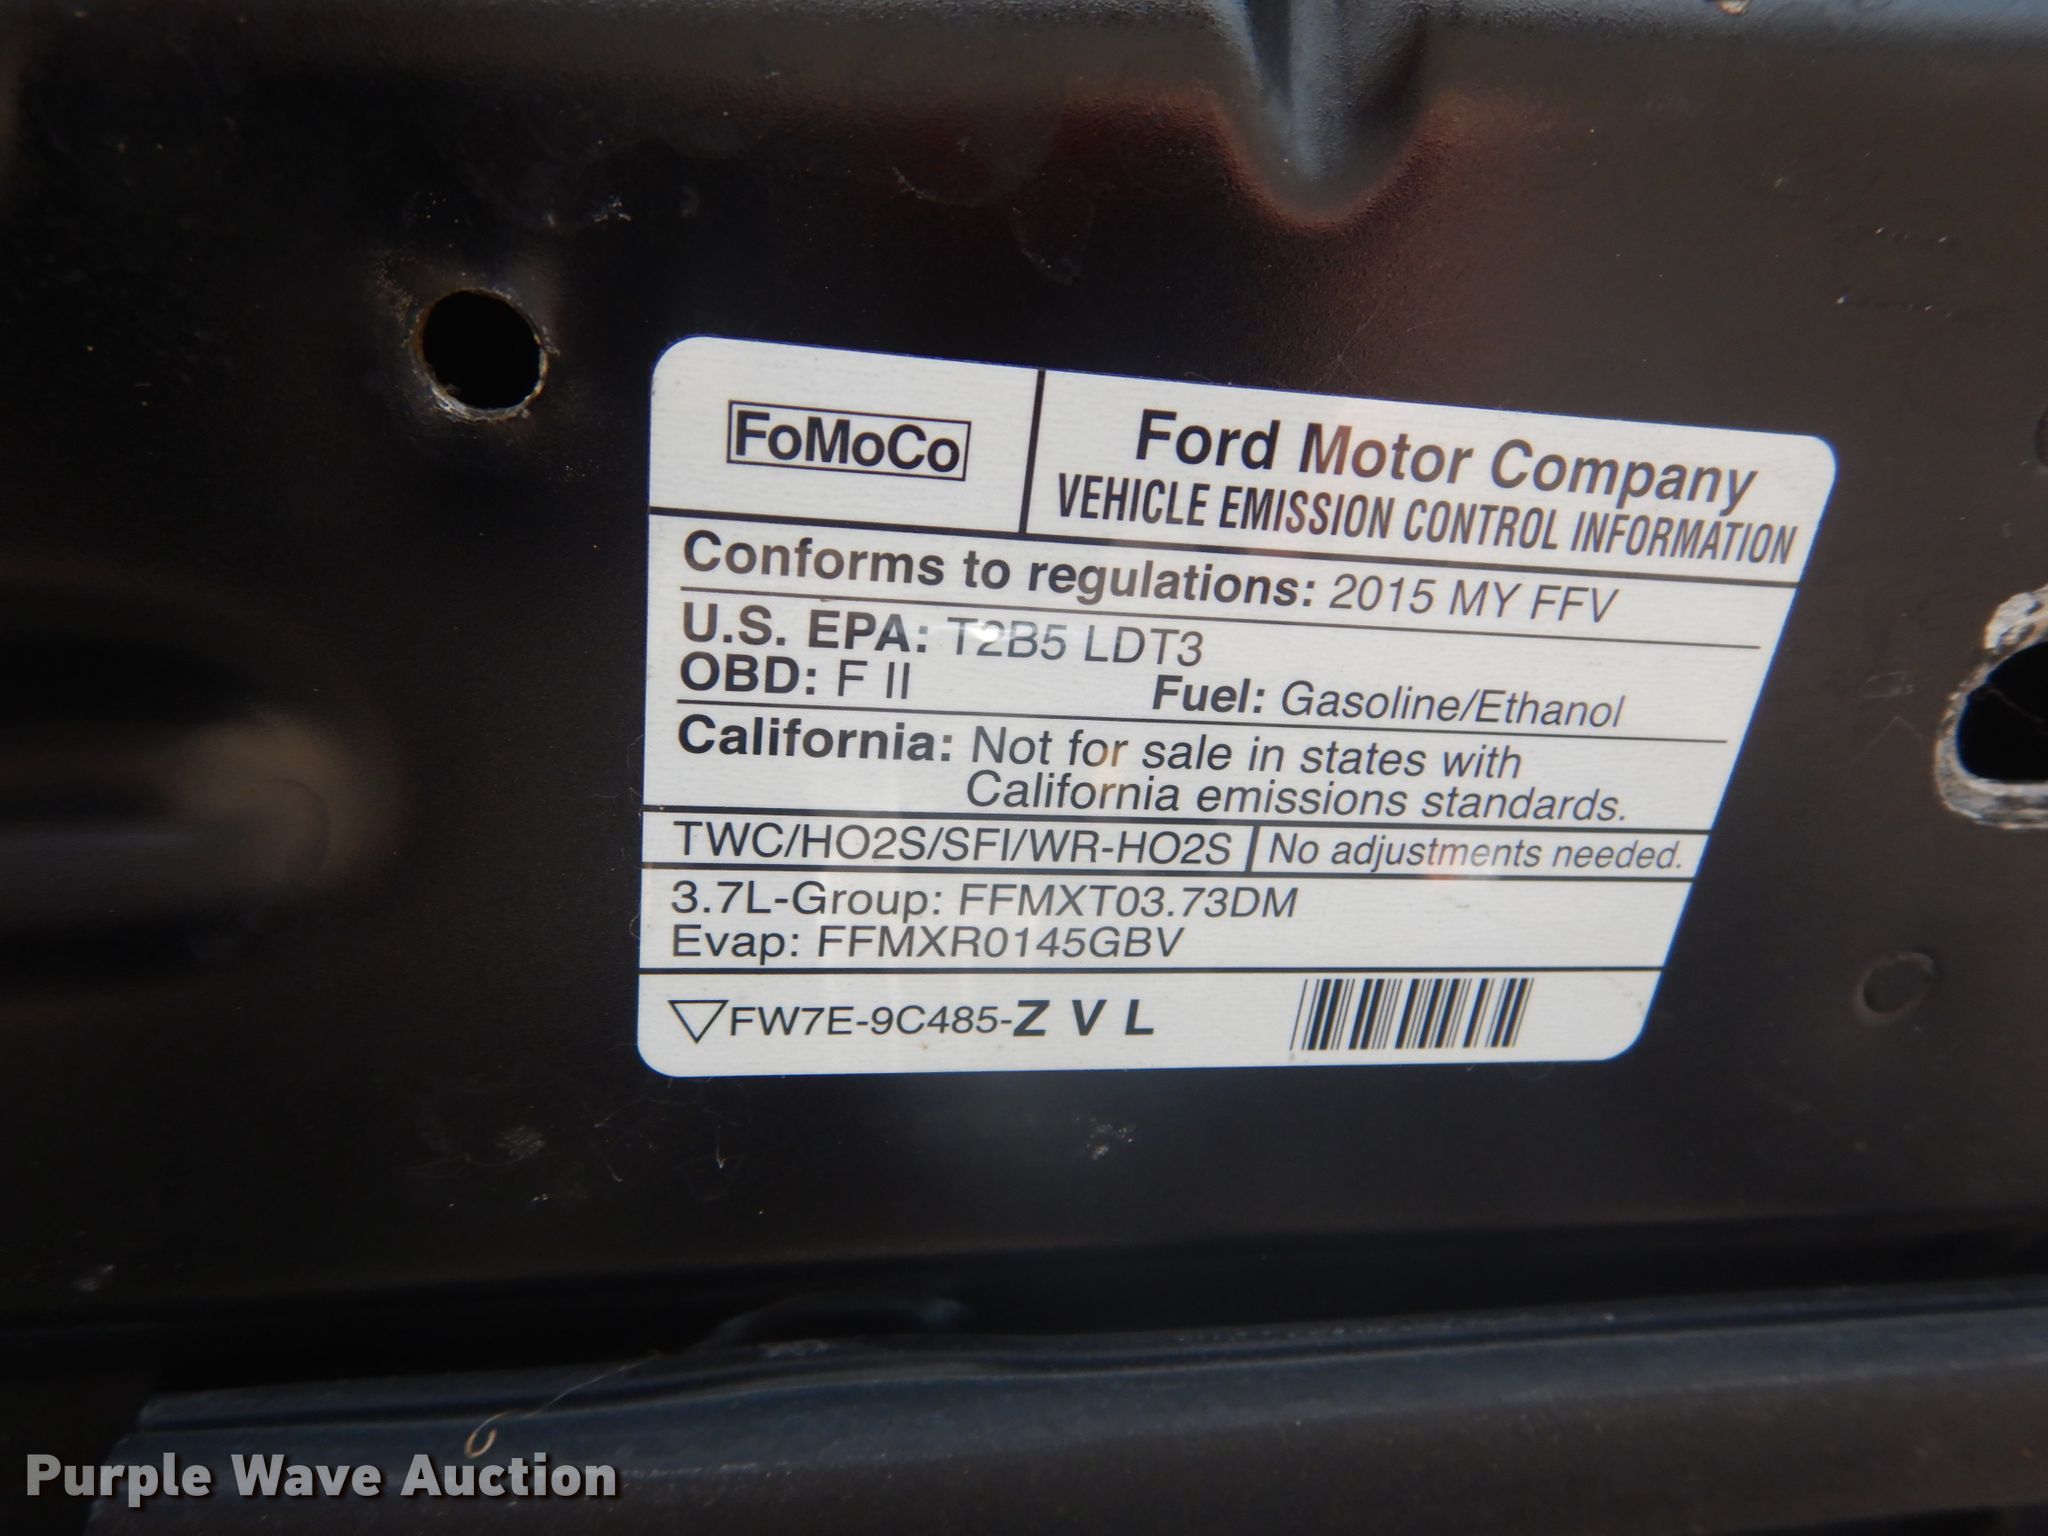 FoMoCo
Ford Motor Company
VEHICLE EMISSION CONTROL INFORMATION
Conforms to regulations: 2015 MY FFV
U.S. EPA: T2B5 LDT3
OBD: F II Fuel: Gasoline/Ethanol
California: Not for sale in states with
California emissions standards.
TWC/HO2S/SFI/WR-HO2S No adjustments needed.
3.7L-Group: FFMXT03.73DM
Evap: FFMXR0145GBV
FW7E-9C485-Z V L
Purple Wave Auction